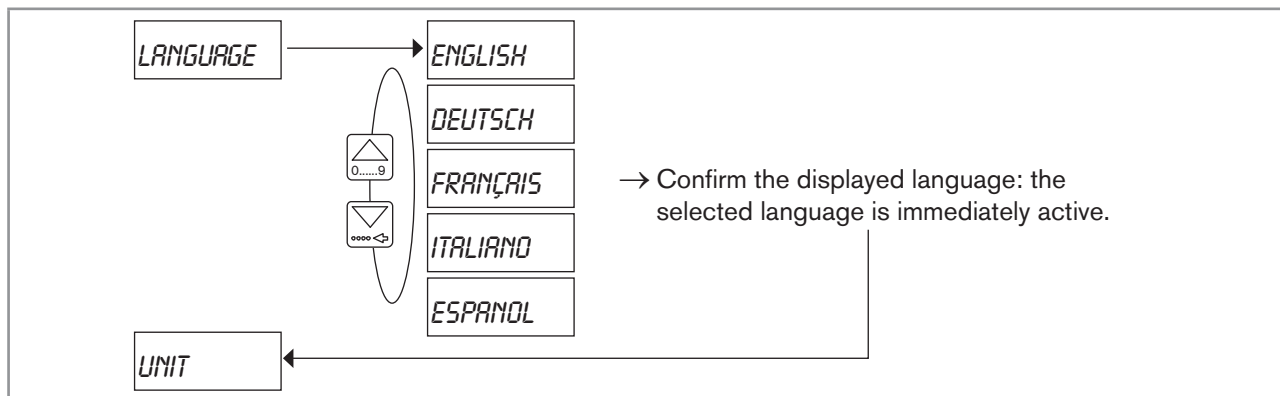 LANGUAGE
ENGLISH
DEUTSCH
0......9
FRANÇAIS
→ Confirm the displayed language: the
selected language is immediately active.
ITALIANO
ESPANOL
UNIT